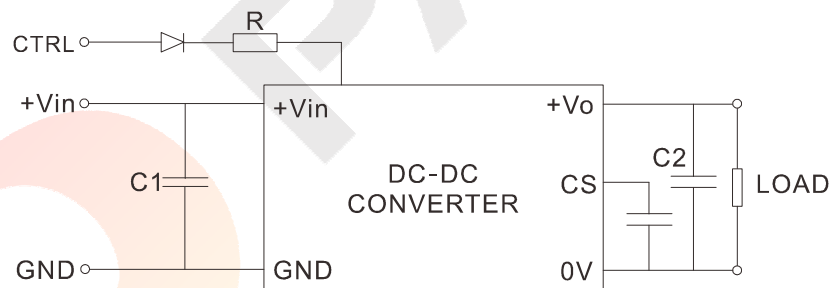 R
CTRL
+Vin
+Vin
+Vo
C1
DC-DC
CONVERTER
CS
C2
LOAD
GND
GND
0V